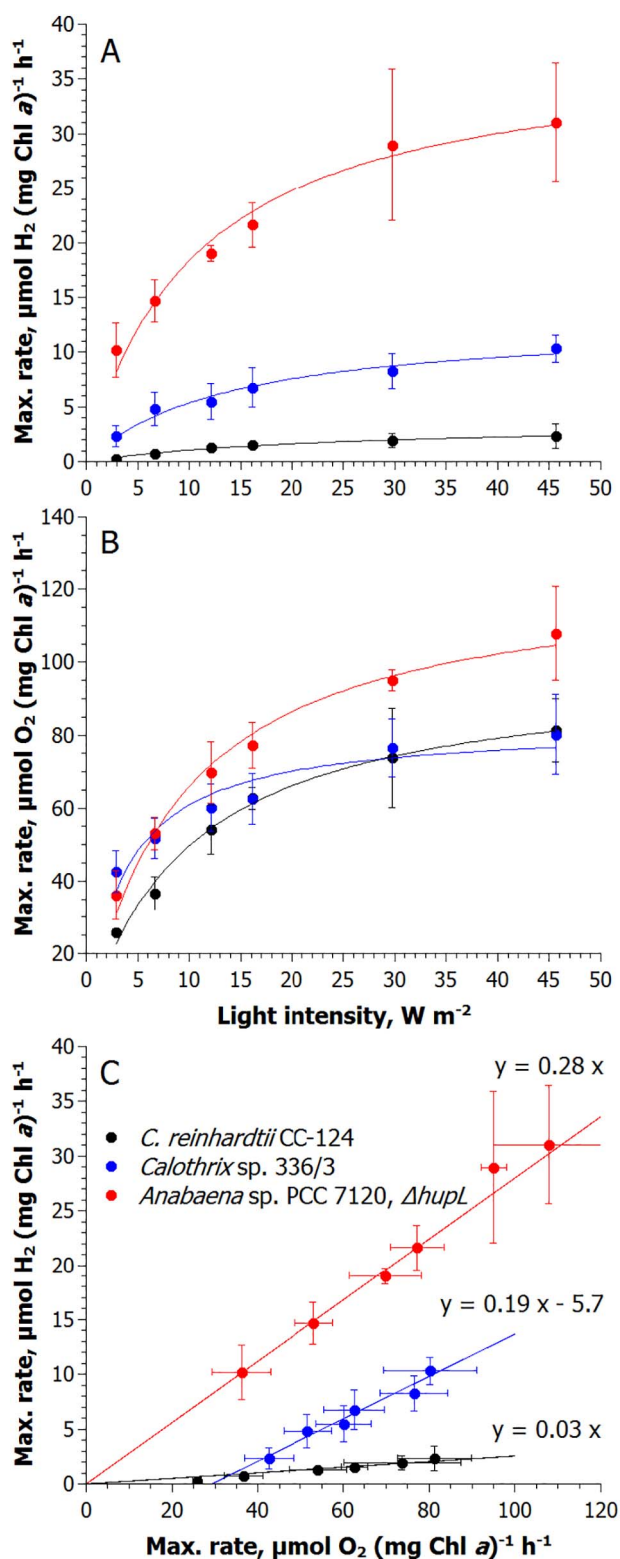 A
40
35
30
25
20
15
10
5
0
Max. rate, µmol H₂ (mg Chl a)⁻¹ h⁻¹
0 5 10 15 20 25 30 35 40 45 50
B
140
120
100
80
60
40
20
Max. rate, µmol O₂ (mg Chl a)⁻¹ h⁻¹
0 5 10 15 20 25 30 35 40 45 50
Light intensity, W m⁻²
C
40
35
30
25
20
15
10
5
0
Max. rate, µmol H₂ (mg Chl a)⁻¹ h⁻¹
y = 0.28 x
C. reinhardtii CC-124
Calothrix sp. 336/3
Anabaena sp. PCC 7120, ΔhupL
y = 0.19 x - 5.7
y = 0.03 x
0 20 40 60 80 100 120
Max. rate, µmol O₂ (mg Chl a)⁻¹ h⁻¹